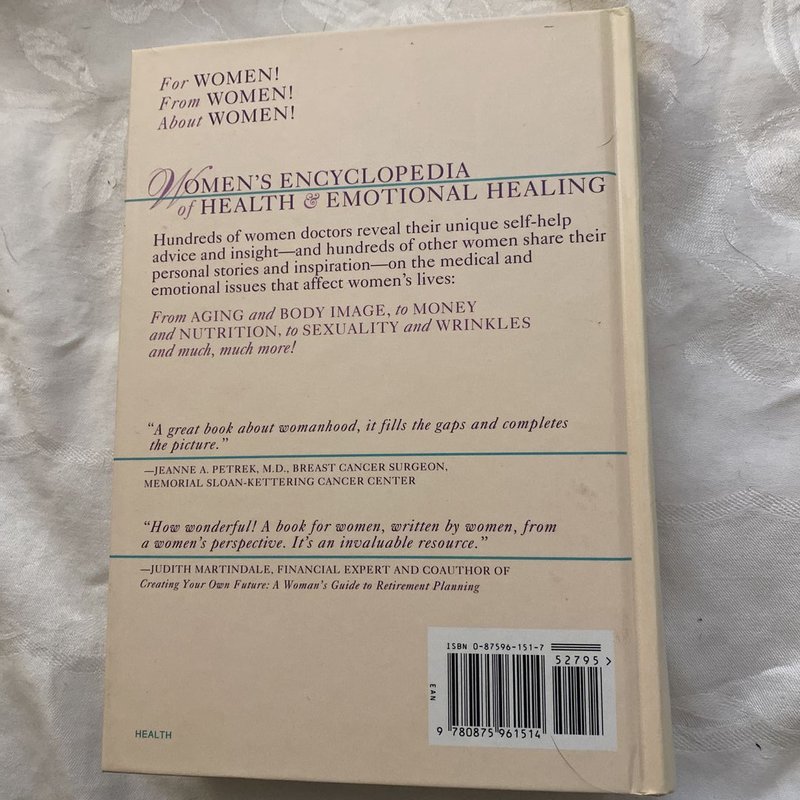 For WOMEN!
From WOMEN!
About WOMEN!
WOMEN'S ENCYCLOPEDIA
of HEALTH & EMOTIONAL HEALING
Hundreds of women doctors reveal their unique self-help
advice and insight—and hundreds of other women share their
personal stories and inspiration—on the medical and
emotional issues that affect women's lives:
From AGING and BODY IMAGE, to MONEY
and NUTRITION, to SEXUALITY and WRINKLES
and much, much more!
"A great book about womanhood, it fills the gaps and completes
the picture."
—JEANNE A. PETREK, M.D., BREAST CANCER SURGEON,
MEMORIAL SLOAN-KETTERING CANCER CENTER
"How wonderful! A book for women, written by women, from
a women's perspective. It's an invaluable resource."
—JUDITH MARTINDALE, FINANCIAL EXPERT AND COAUTHOR OF
Creating Your Own Future: A Woman's Guide to Retirement Planning
ISBN 0-87596-151-7
52795 >
EAN
9 780875 961514
HEALTH